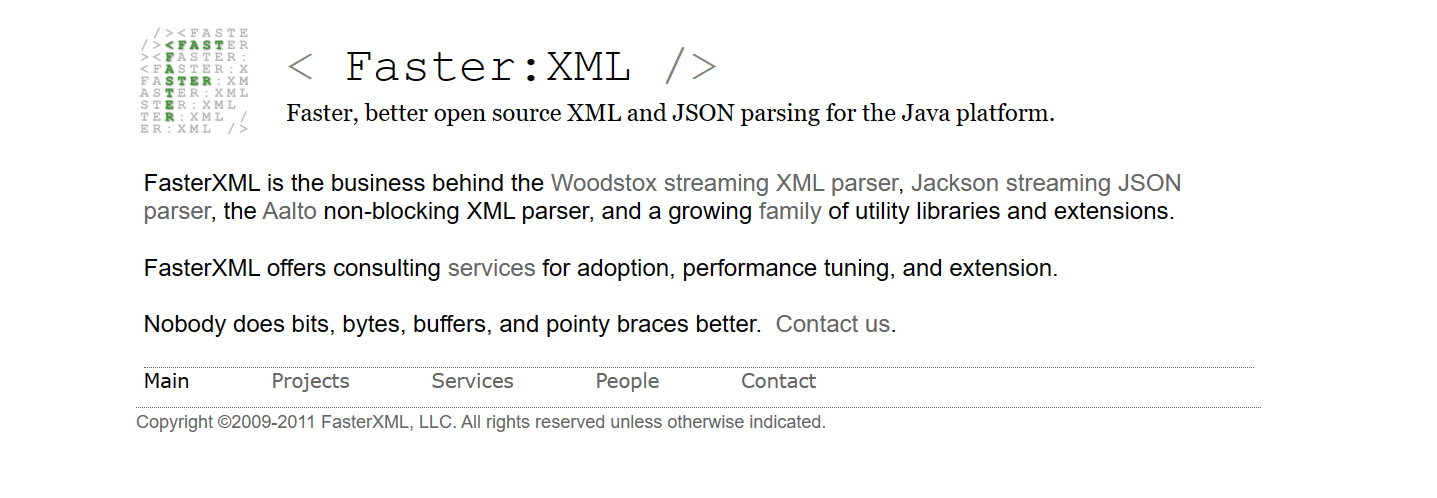 /><FASTE
/><FASTER
><FASTER:
<FASTER:X
FASTER:XM
ASTER:XML
STER:XML
TER:XML /
ER:XML />
< Faster:XML />
Faster, better open source XML and JSON parsing for the Java platform.
FasterXML is the business behind the Woodstox streaming XML parser, Jackson streaming JSON
parser, the Aalto non-blocking XML parser, and a growing family of utility libraries and extensions.
FasterXML offers consulting services for adoption, performance tuning, and extension.
Nobody does bits, bytes, buffers, and pointy braces better.  Contact us.
Main Projects Services People Contact
Copyright ©2009-2011 FasterXML, LLC. All rights reserved unless otherwise indicated.